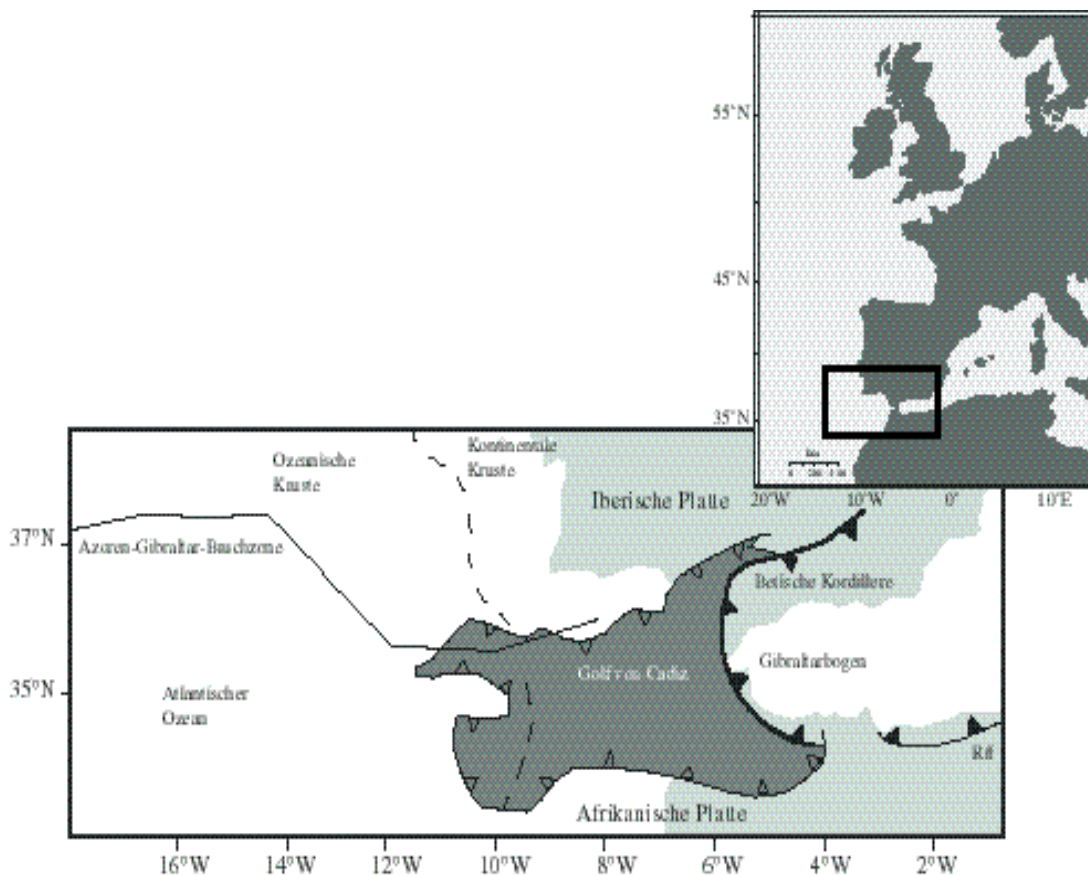 55°N
45°N
35°N
km
20°W
10°W
0°
10°E
Ozeanische
Kruste
Kontinentale
Kruste
Iberische Platte
37°N
Azoren-Gibraltar-Bruchzone
Betische Kordillere
Golf von Cadiz
Gibraltarbogen
35°N
Atlantischer
Ozean
Rif
Afrikanische Platte
16°W
14°W
12°W
10°W
8°W
6°W
4°W
2°W